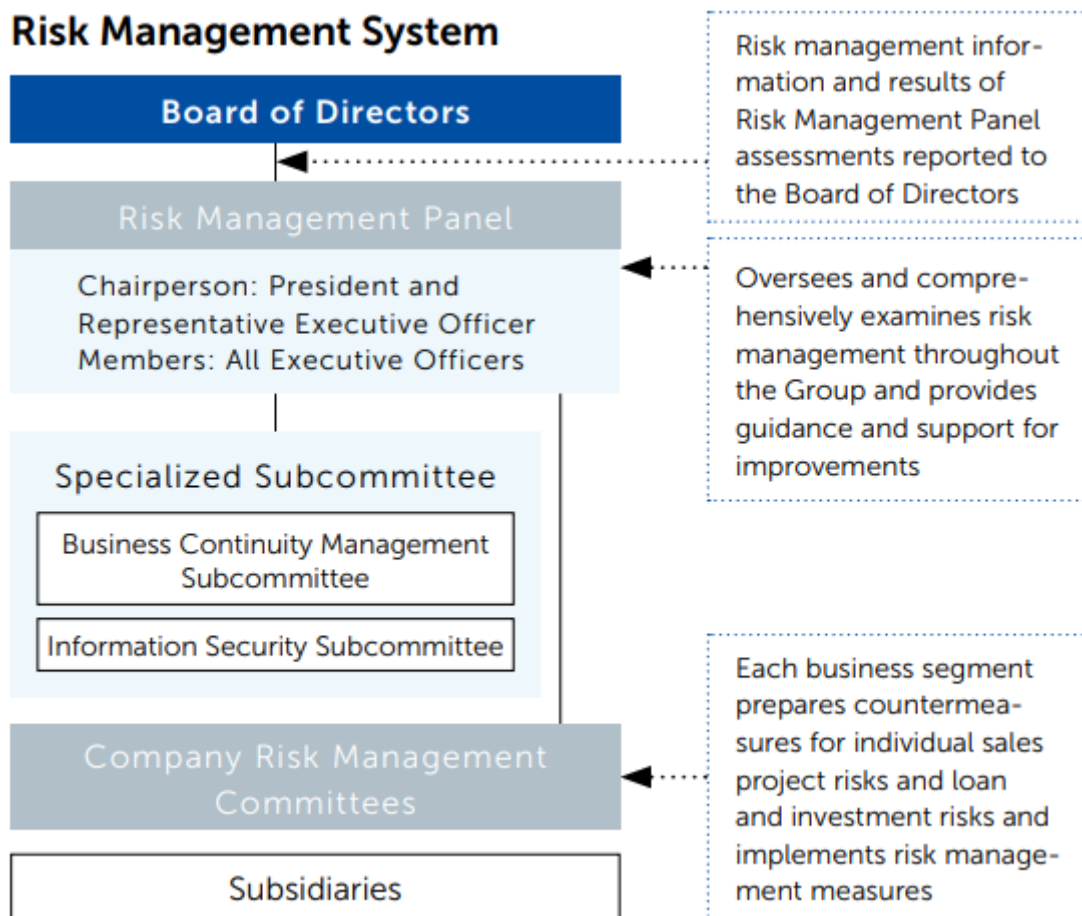 Risk Management System
Board of Directors
Risk management infor-
mation and results of
Risk Management Panel
assessments reported to
the Board of Directors
Risk Management Panel
Chairperson: President and
Representative Executive Officer
Members: All Executive Officers
Oversees and compre-
hensively examines risk
management throughout
the Group and provides
guidance and support for
improvements
Specialized Subcommittee
Business Continuity Management
Subcommittee
Information Security Subcommittee
Company Risk Management
Committees
Each business segment
prepares countermea-
sures for individual sales
project risks and loan
and investment risks and
implements risk manage-
ment measures
Subsidiaries